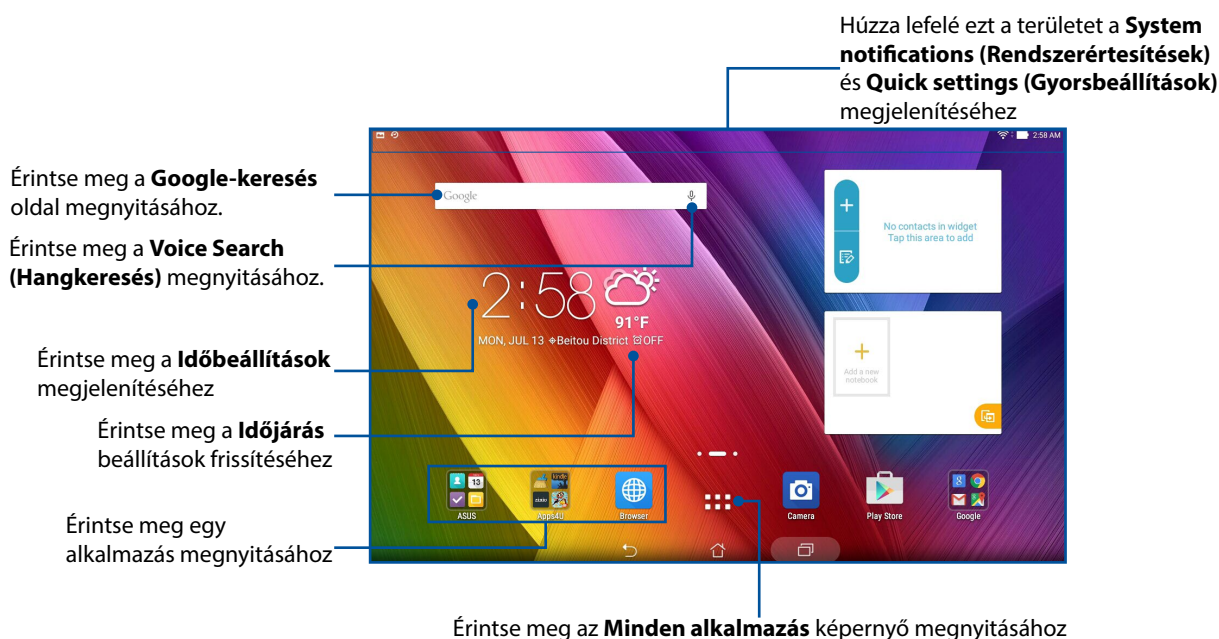 Húzza lefelé ezt a területet a System
notifications (Rendszerértesítések)
és Quick settings (Gyorsbeállítások)
megjelenítéséhez
2:58 AM
Érintse meg a Google-keresés
oldal megnyitásához.
Google
Érintse meg a Voice Search
(Hangkeresés) megnyitásához.
No contacts in widget
Tap this area to add
2:58
91°F
MON, JUL 13 Beitou District OFF
Érintse meg a Időbeállítások
megjelenítéséhez
Add a new
notebook
Érintse meg a Időjárás
beállítások frissítéséhez
13
kindle
8
ASUS
Apps4U
Browser
Camera
Play Store
Google
Érintse meg egy
alkalmazás megnyitásához
Érintse meg az Minden alkalmazás képernyő megnyitásához